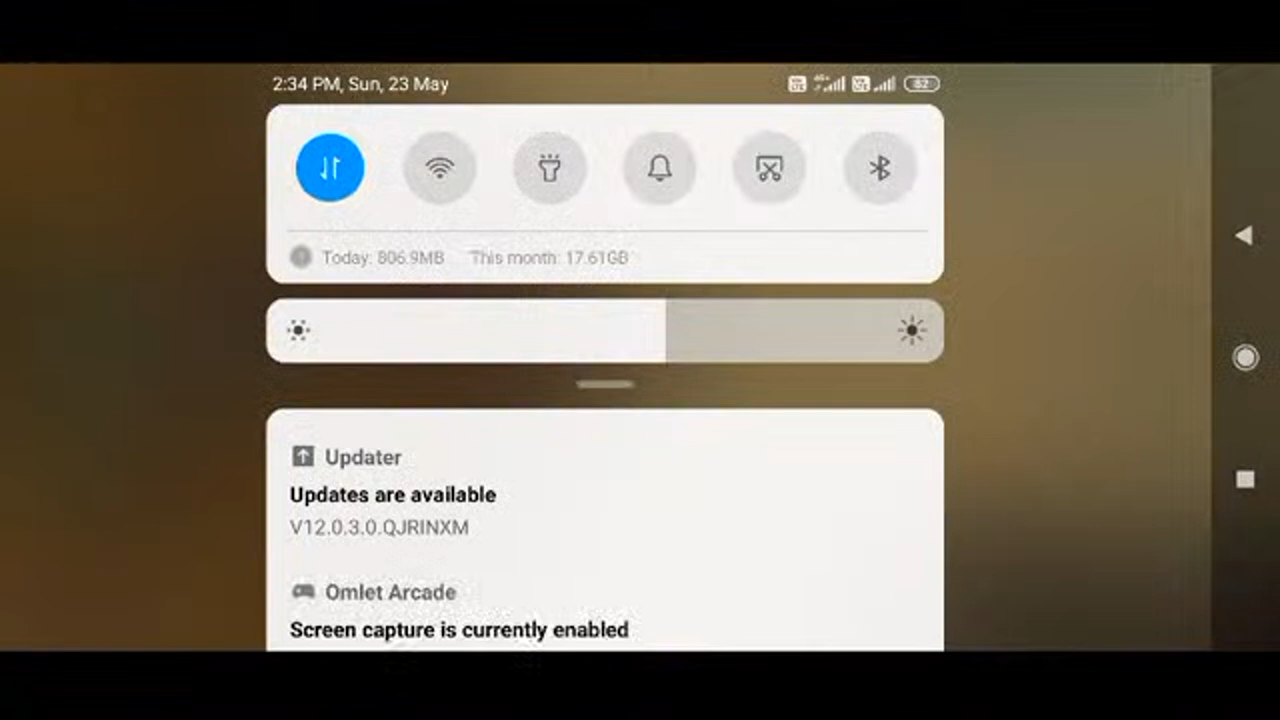 2:34 PM, Sun, 23 May
82
Today: 806.9MB This month: 17.61GB
Updater
Updates are available
V12.0.3.0.QJRINXM
Omlet Arcade
Screen capture is currently enabled